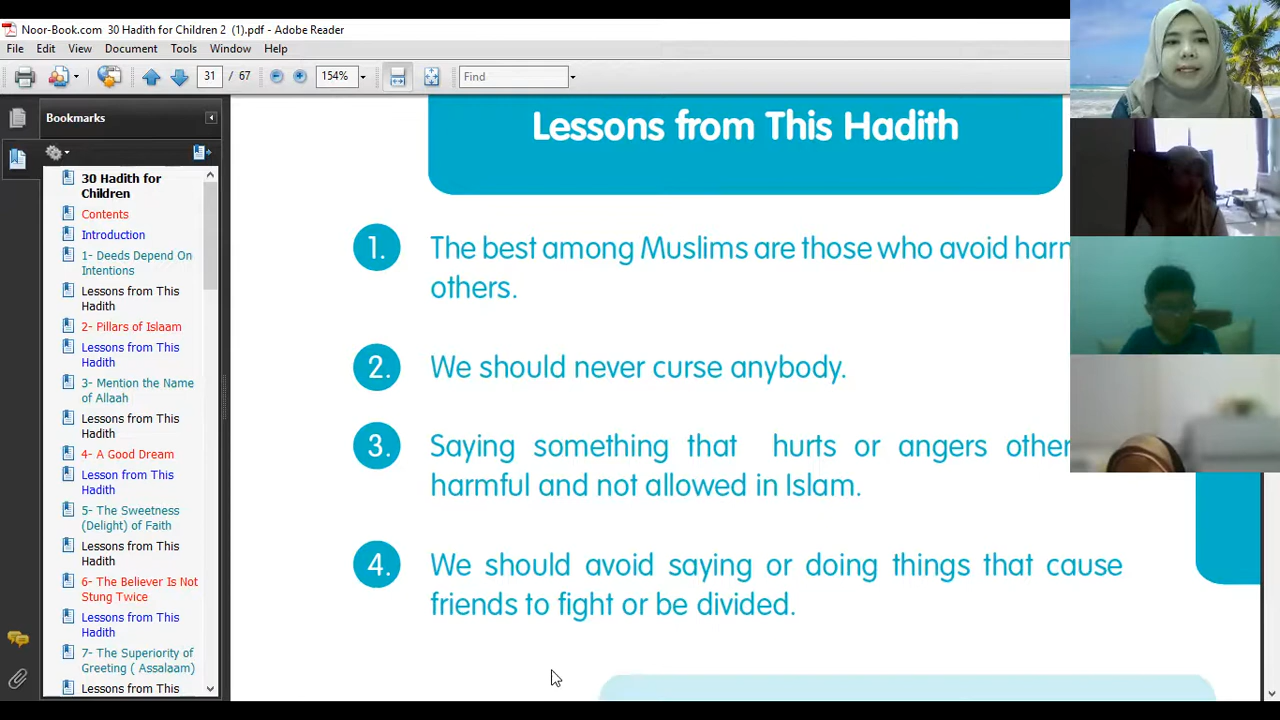 Noor-Book.com 30 Hadith for Children 2 (1).pdf - Adobe Reader
File Edit View Document Tools Window Help
31 / 67 154% Find
Bookmarks
30 Hadith for
Children
Contents
Introduction
1- Deeds Depend On
Intentions
Lessons from This
Hadith
2- Pillars of Islaam
Lessons from This
Hadith
3- Mention the Name
of Allaah
Lessons from This
Hadith
4- A Good Dream
Lesson from This
Hadith
5- The Sweetness
(Delight) of Faith
Lessons from This
Hadith
6- The Believer Is Not
Stung Twice
Lessons from This
Hadith
7- The Superiority of
Greeting ( Assalaam)
Lessons from This
Lessons from This Hadith
1. The best among Muslims are those who avoid
others.
2. We should never curse anybody.
3. Saying something that hurts or angers
harmful and not allowed in Islam.
4. We should avoid saying or doing things that cause
friends to fight or be divided.